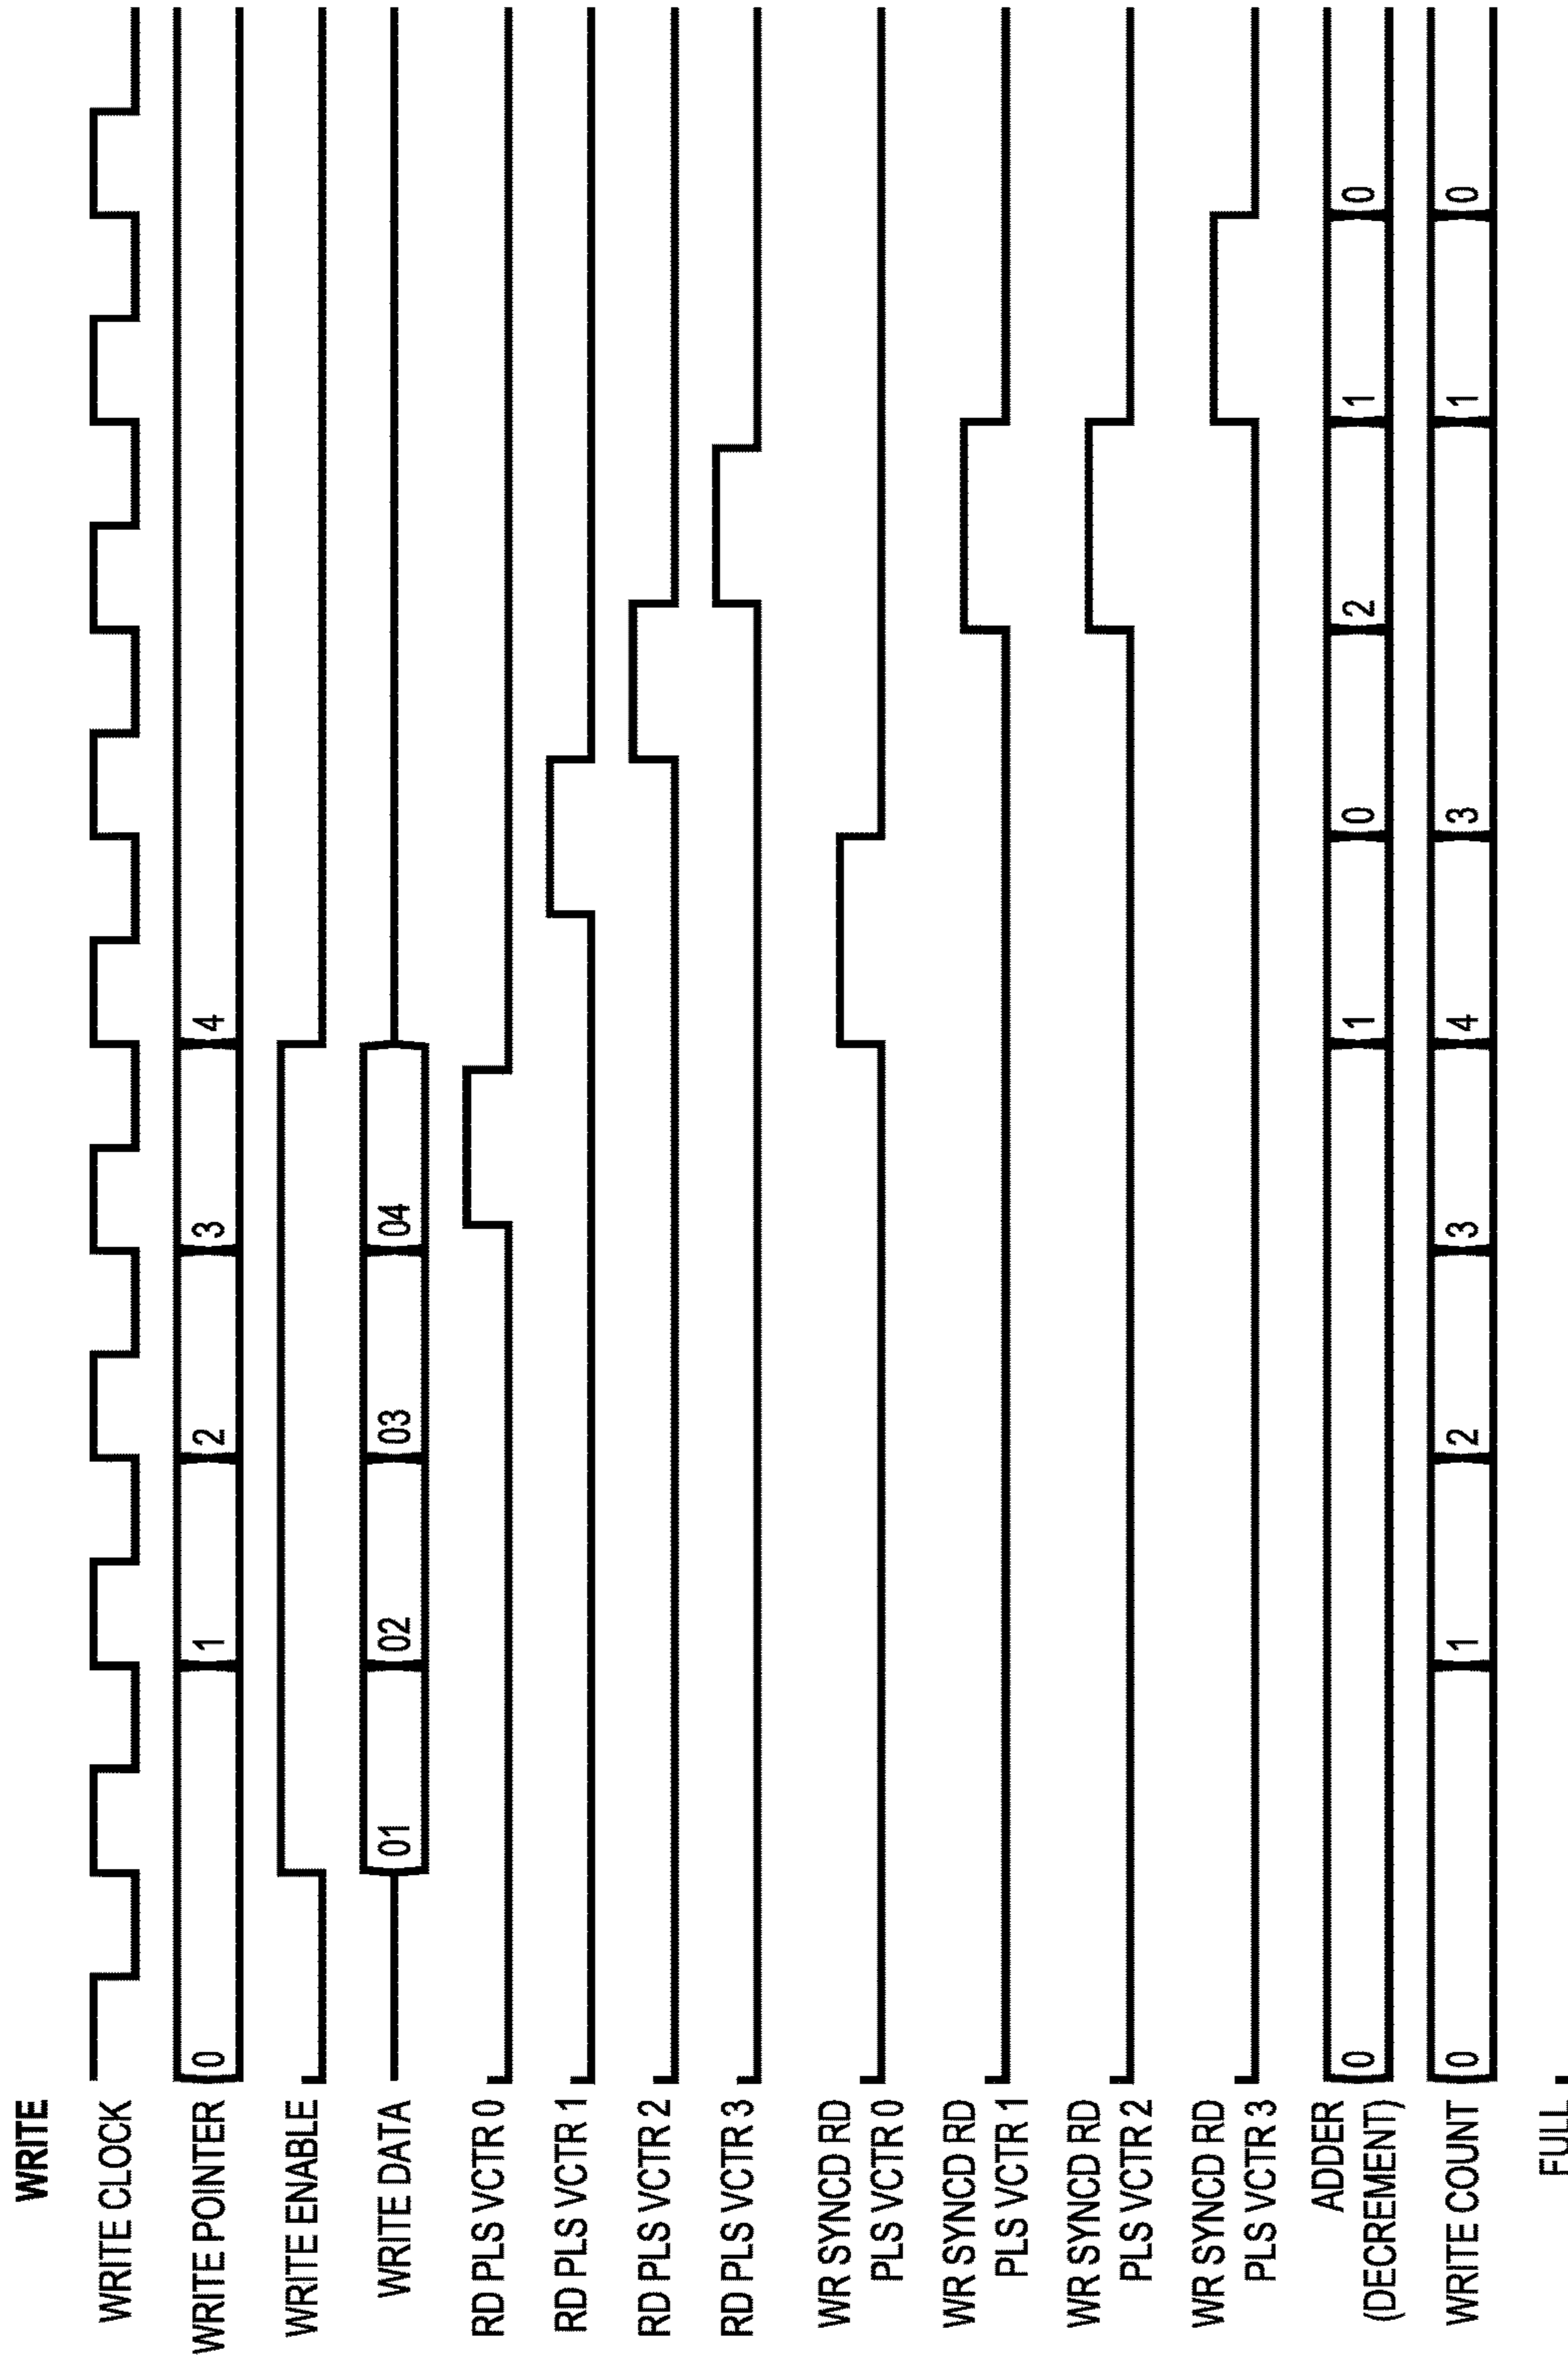 WRITE
WRITE CLOCK
WRITE POINTER 0 1 2 3 4
WRITE ENABLE
WRITE DATA 01 02 03 04
RD PLS VCTR 0
RD PLS VCTR 1
RD PLS VCTR 2
RD PLS VCTR 3
WR SYNCD RD
PLS VCTR 0
WR SYNCD RD
PLS VCTR 1
WR SYNCD RD
PLS VCTR 2
WR SYNCD RD
PLS VCTR 3
ADDER
(DECREMENT) 0 1 0 2 1 0
WRITE COUNT 0 1 2 3 4 3 1 0
FULL